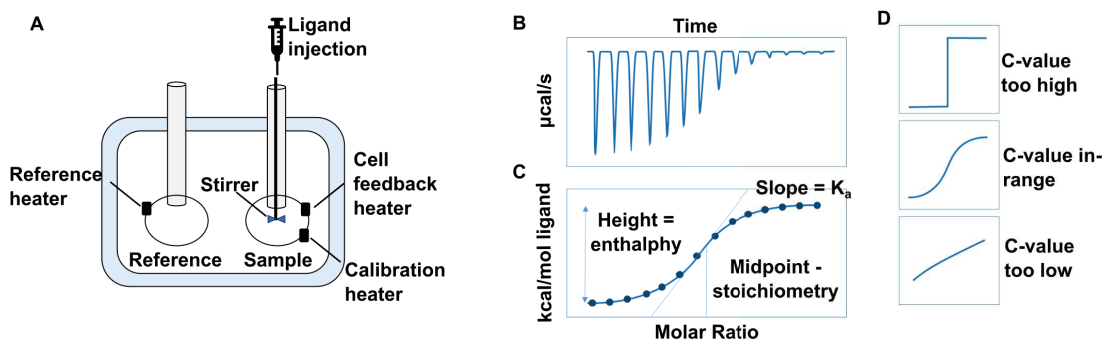 A
Ligand
injection
Reference
heater
Stirrer
Cell
feedback
heater
Reference
Sample
Calibration
heater
B
Time
μcal/s
C
kcal/mol ligand
Slope = Ka
Height =
enthalphy
Midpoint -
stoichiometry
Molar Ratio
D
C-value
too high
C-value in-
range
C-value
too low